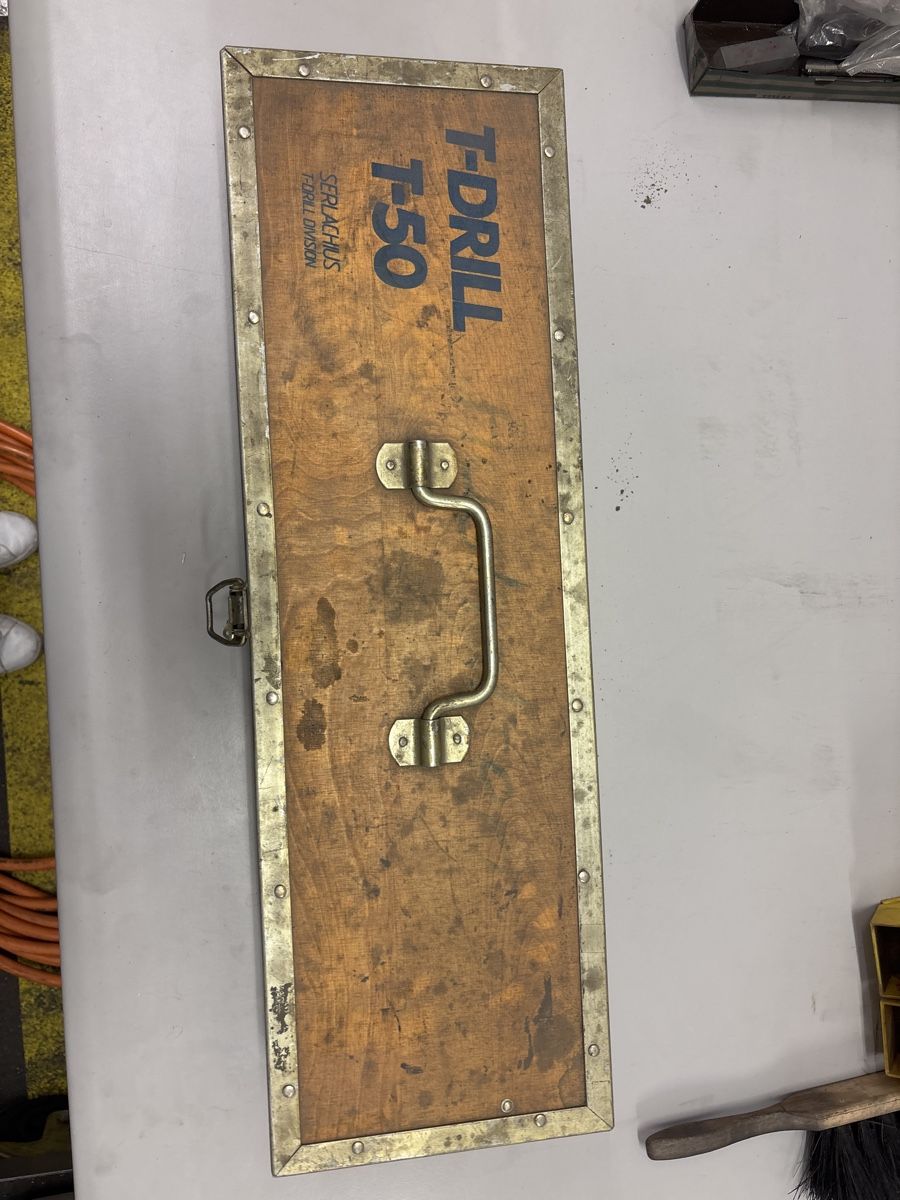 T-DRILL
T-50
SERLACHIUS
T-DRILL DIVISION